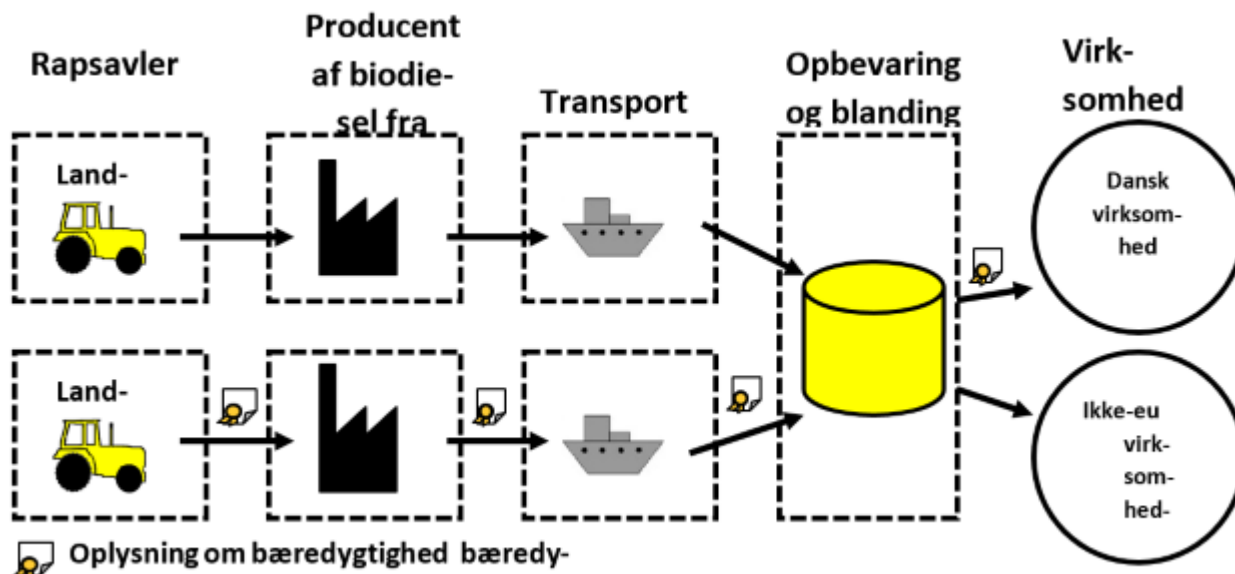 Rapsavler
Producent
af biodie-
sel fra
Transport
Opbevaring
og blanding
Virk-
somhed
Land-
Dansk
virksom-
hed
Land-
Ikke-eu
virk-
som-
hed-
Oplysning om bæredygtighed bæredy-